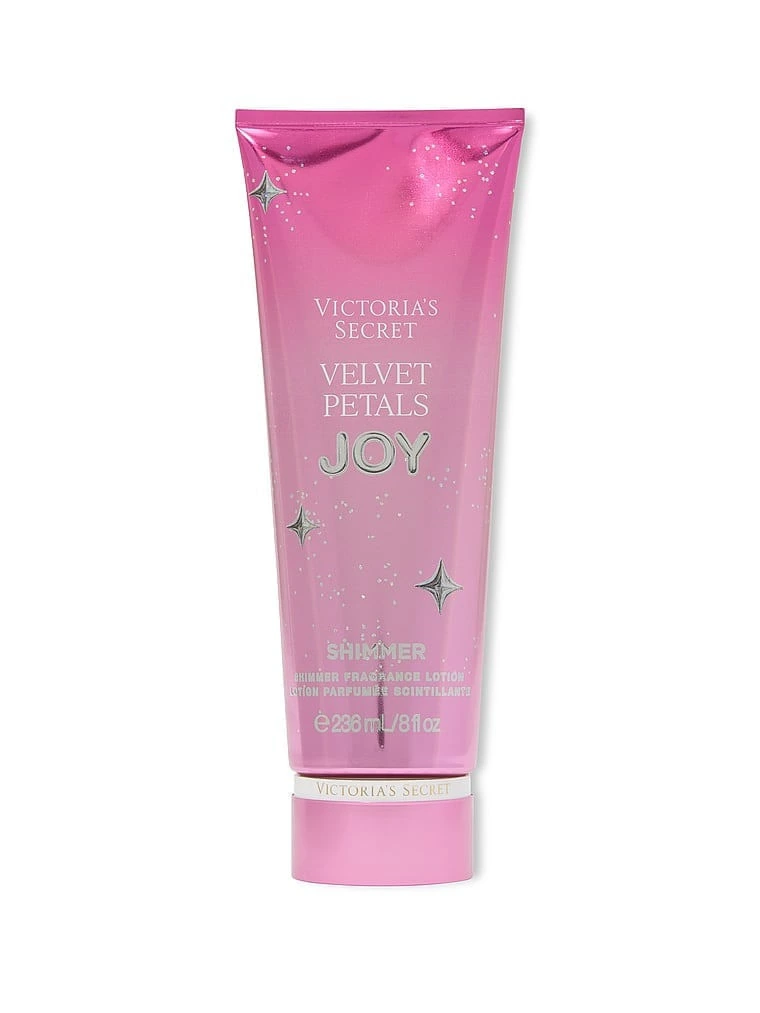 VICTORIA'S
SECRET
VELVET
PETALS
JOY
SHIMMER
SHIMMER FRAGRANCE LOTION
LOTION PARFUMÉE SCINTILLANTE
℮ 236 mL/8 fl oz
VICTORIA'S SECRET